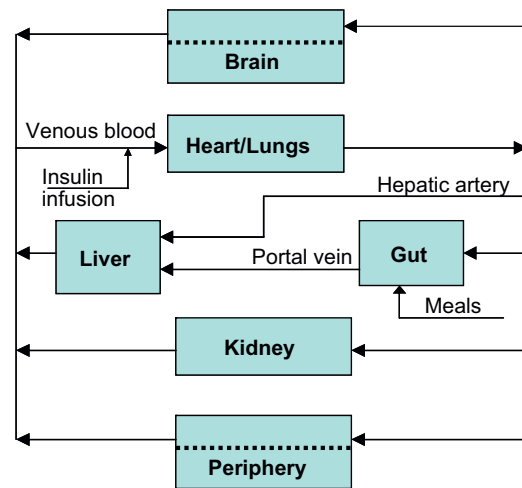 Brain
Venous blood
Heart/Lungs
Insulin
infusion
Hepatic artery
Liver
Portal vein
Gut
Meals
Kidney
Periphery